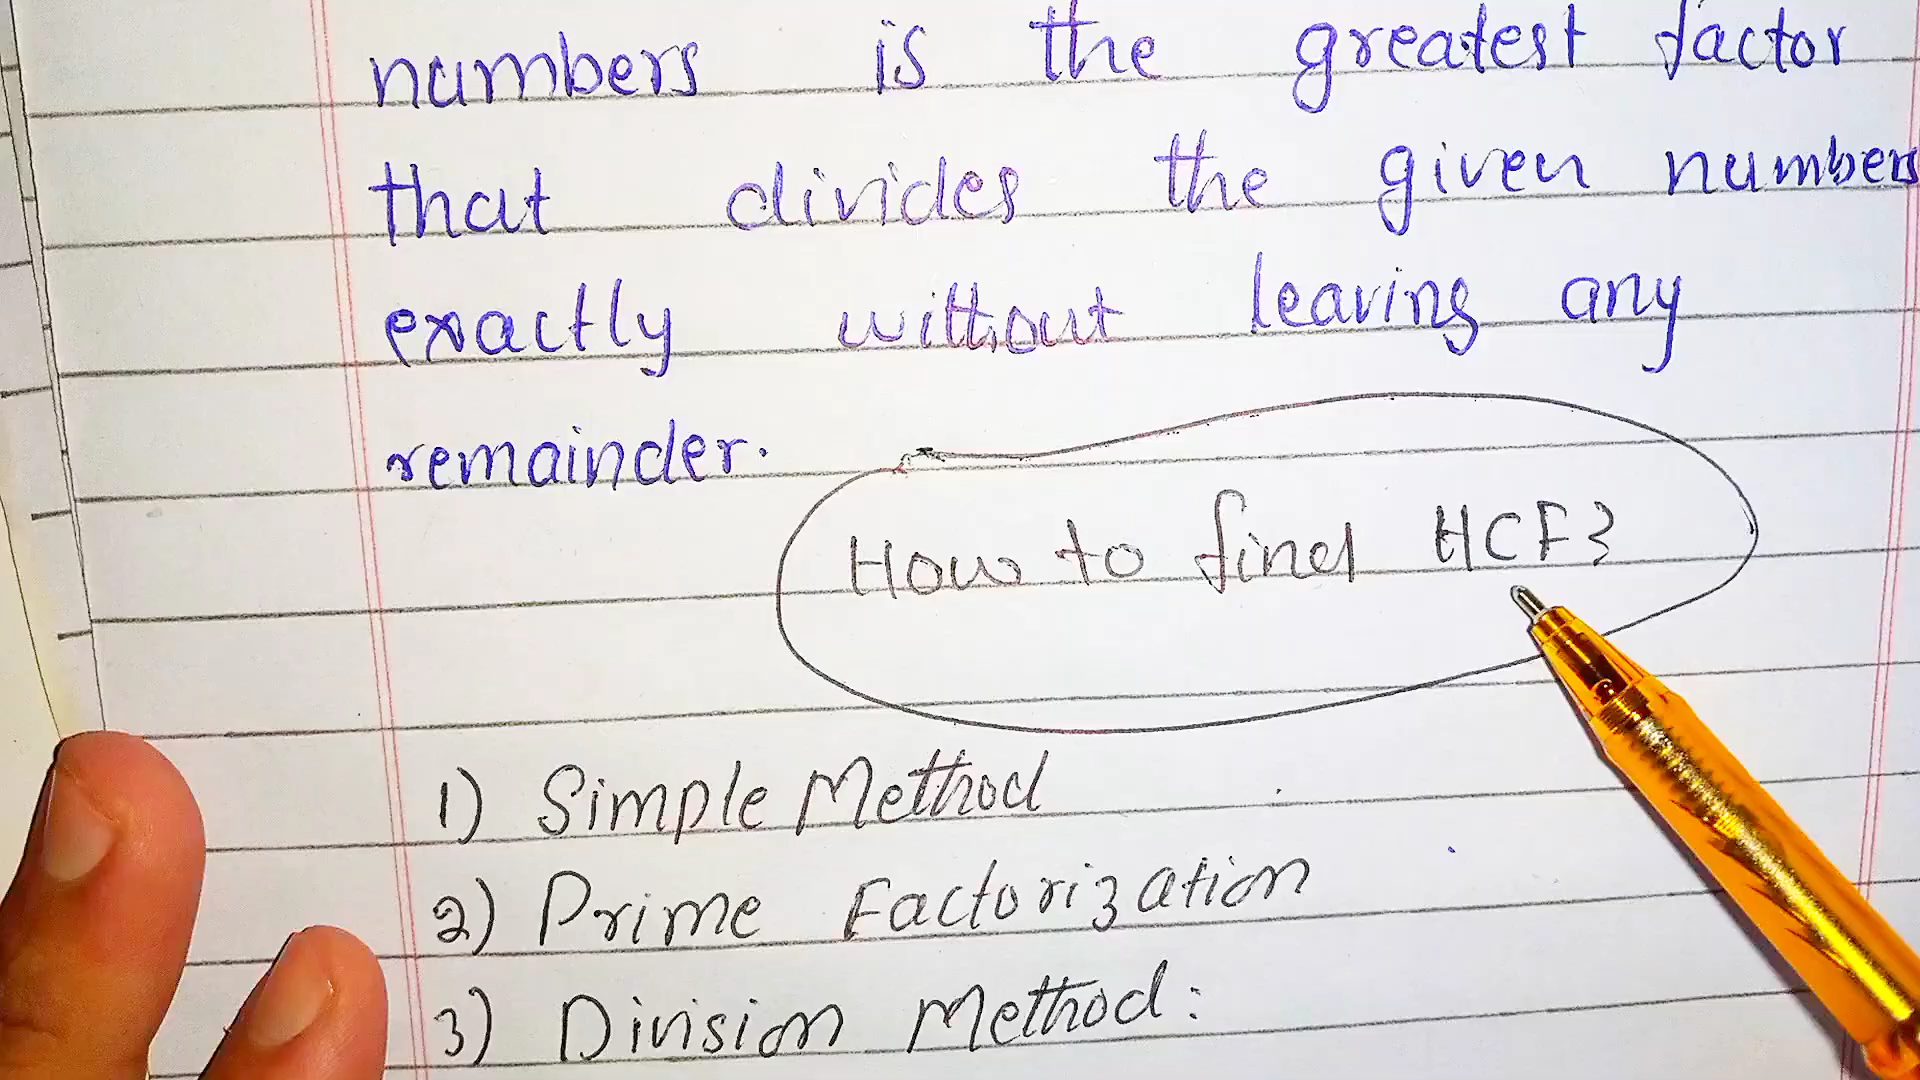 numbers is the greatest factor
that divides the given numbers
exactly without leaving any
remainder.
How to find HCF?
1) Simple Method
2) Prime Factorization
3) Division Method: